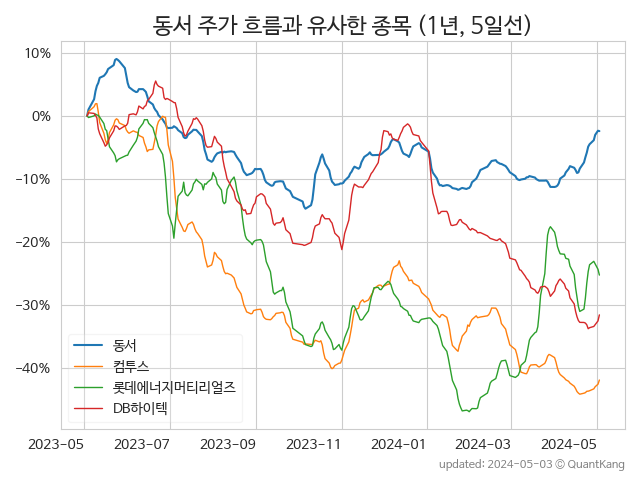 동서 주가 흐름과 유사한 종목 (1년, 5일선)
10%
0%
−10%
−20%
−30%
−40%
동서
컴투스
롯데에너지머티리얼즈
DB하이텍
2023-05 2023-07 2023-09 2023-11 2024-01 2024-03 2024-05
updated: 2024-05-03 © QuantKang